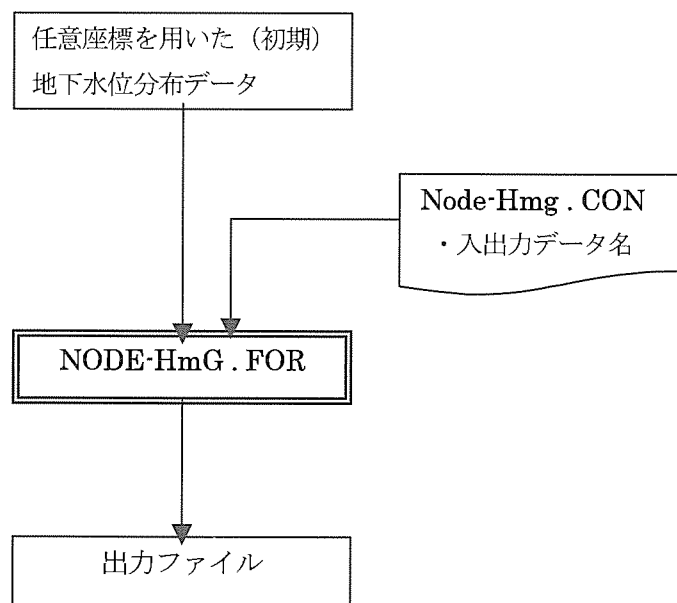 任意座標を用いた（初期）
地下水位分布データ
Node-Hmg . CON
・入出力データ名
NODE-HmG . FOR
出力ファイル